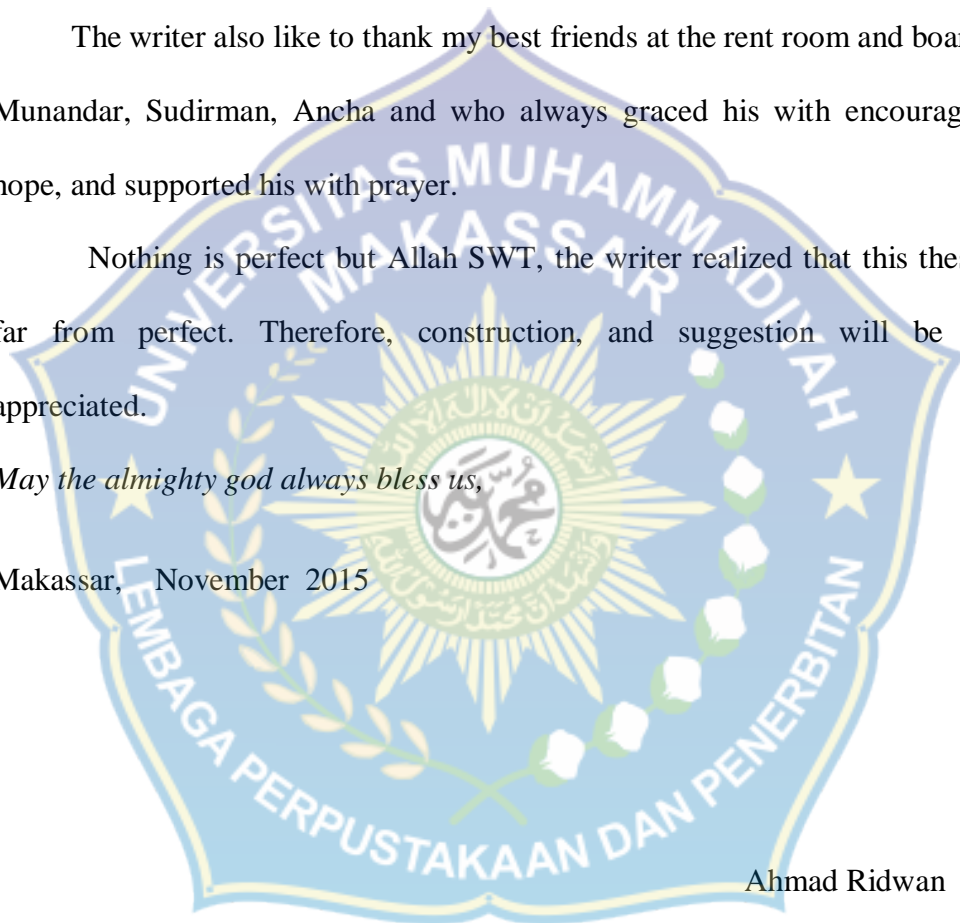 The writer also like to thank my best friends at the rent room and
Munandar, Sudirman, Ancha and who always graced his with
hope, and supported his with prayer.
Nothing is perfect but Allah SWT, the writer realized that this
far from perfect. Therefore, construction, and suggestion will be
appreciated.
May the almighty god always bless us,
Makassar, November 2015
Ahmad Ridwan
UNIVERSITAS MUHAMMADIYAH
MAKASSAR
محمد
LEMBAGA PERPUSTAKAAN DAN PENERBITAN